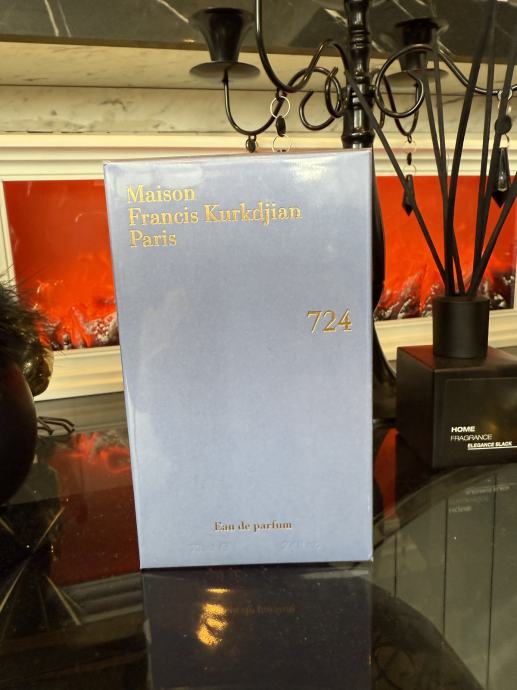 Maison
Francis Kurkdjian
Paris
724
Eau de parfum
HOME
FRAGRANCE
ELEGANCE BLACK